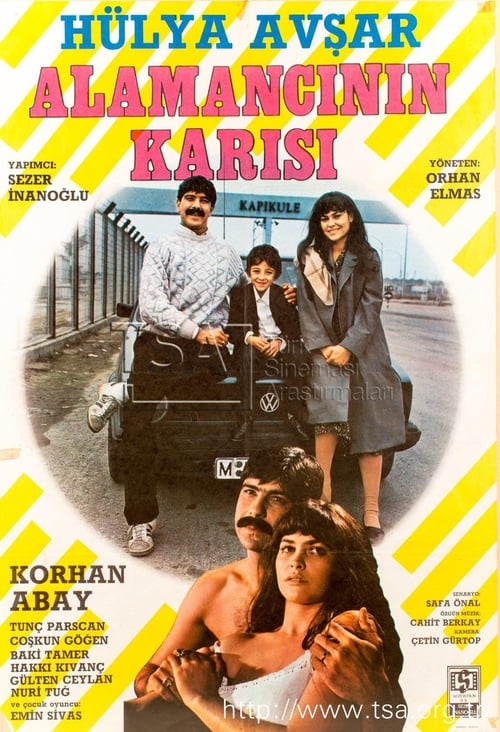 HÜLYA AVŞAR
ALAMANCININ
KARISI
YAPIMCI:
SEZER
İNANOĞLU
YÖNETEN:
ORHAN
ELMAS
KAPIKULE
TSA
Türk
Sineması
Araştırmaları
M
KORHAN
ABAY
TUNÇ PARSCAN
COŞKUN GÖĞEN
BAKİ TAMER
HAKKI KIVANÇ
GÜLTEN CEYLAN
NURİ TUĞ
ve çocuk oyuncu:
EMİN SİVAS
SENARYO:
SAFA ÖNAL
ÖZGÜN MÜZİK:
CAHİT BERKAY
KAMERA:
ÇETİN GÜRTOP
http://www.tsa.org.tr